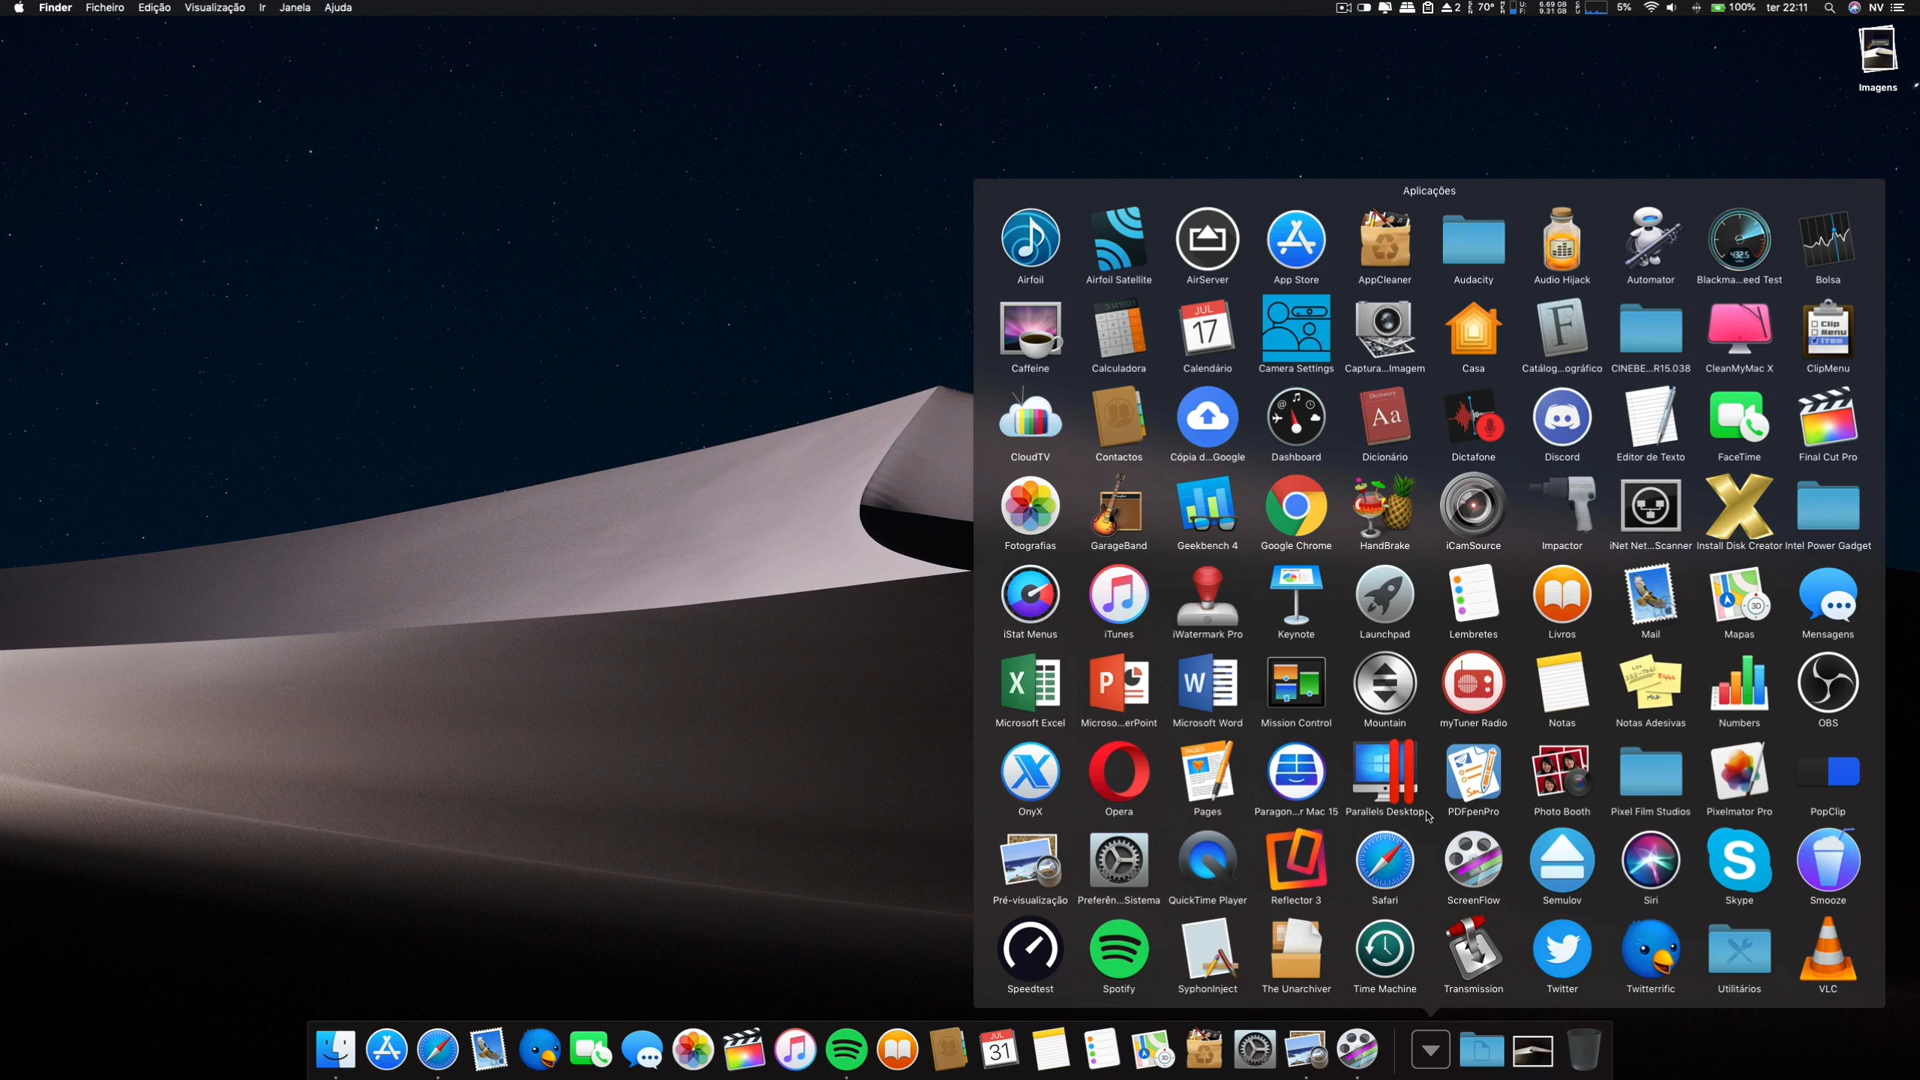 Finder Ficheiro Edição Visualização Ir Janela Ajuda
2 70° U: 6.69 GB F: 9.31 GB 5% 100% ter 22:11 NV
Imagens
Aplicações
Airfoil Airfoil Satellite AirServer App Store AppCleaner Audacity Audio Hijack Automator Blackma...eed Test Bolsa
JUL
17
Caffeine Calculadora Calendário Camera Settings Captura...Imagem Casa Catálog...ográfico CINEBE...R15.038 CleanMyMac X ClipMenu
CloudTV Contactos Cópia d...Google Dashboard Dicionário Dictafone Discord Editor de Texto FaceTime Final Cut Pro
Fotografias GarageBand Geekbench 4 Google Chrome HandBrake iCamSource Impactor iNet Net...Scanner Install Disk Creator Intel Power Gadget
iStat Menus iTunes iWatermark Pro Keynote Launchpad Lembretes Livros Mail Mapas Mensagens
Microsoft Excel Microso...erPoint Microsoft Word Mission Control Mountain myTuner Radio Notas Notas Adesivas Numbers OBS
OnyX Opera Pages Paragon...r Mac 15 Parallels Desktop PDFpenPro Photo Booth Pixel Film Studios Pixelmator Pro PopClip
Pré-visualização Preferên...Sistema QuickTime Player Reflector 3 Safari ScreenFlow Semulov Siri Skype Smooze
Speedtest Spotify SyphonInject The Unarchiver Time Machine Transmission Twitter Twitterrific Utilitários VLC
JUL
31